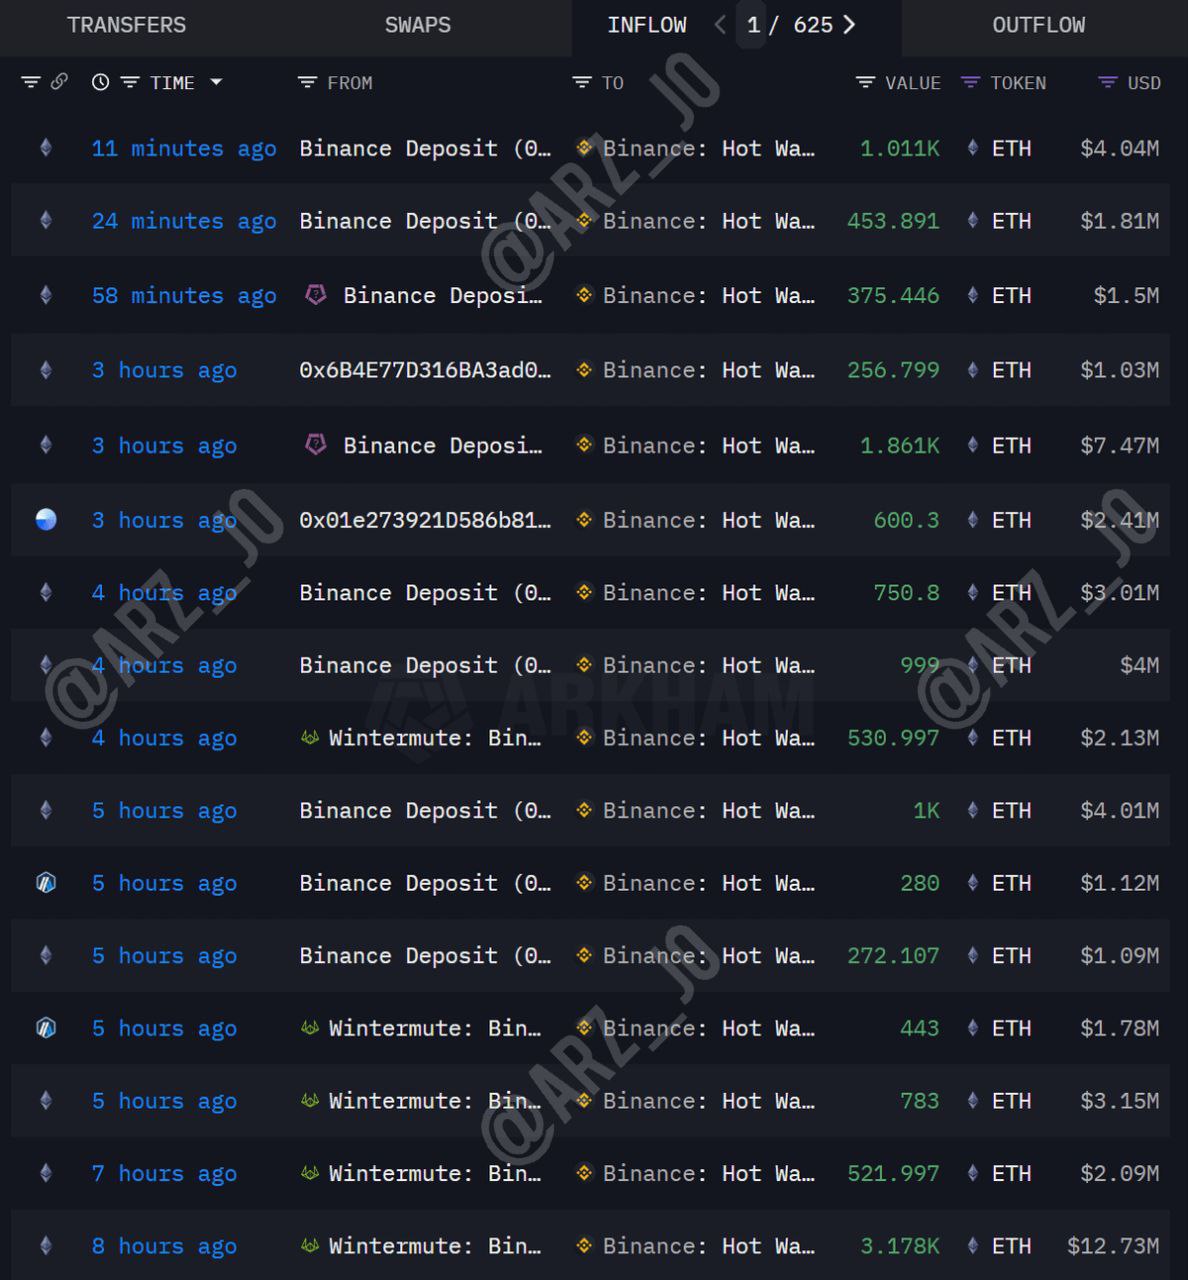 TRANSFERS SWAPS INFLOW 1 / 625 OUTFLOW
TIME FROM TO VALUE TOKEN USD
11 minutes ago Binance Deposit (0… Binance: Hot Wa… 1.011K ETH $4.04M
24 minutes ago Binance Deposit (0… Binance: Hot Wa… 453.891 ETH $1.81M
58 minutes ago Binance Deposi… Binance: Hot Wa… 375.446 ETH $1.5M
3 hours ago 0x6B4E77D316BA3ad0… Binance: Hot Wa… 256.799 ETH $1.03M
3 hours ago Binance Deposi… Binance: Hot Wa… 1.861K ETH $7.47M
3 hours ago 0x01e273921D586b81… Binance: Hot Wa… 600.3 ETH $2.41M
4 hours ago Binance Deposit (0… Binance: Hot Wa… 750.8 ETH $3.01M
4 hours ago Binance Deposit (0… Binance: Hot Wa… 999 ETH $4M
4 hours ago Wintermute: Bin… Binance: Hot Wa… 530.997 ETH $2.13M
5 hours ago Binance Deposit (0… Binance: Hot Wa… 1K ETH $4.01M
5 hours ago Binance Deposit (0… Binance: Hot Wa… 280 ETH $1.12M
5 hours ago Binance Deposit (0… Binance: Hot Wa… 272.107 ETH $1.09M
5 hours ago Wintermute: Bin… Binance: Hot Wa… 443 ETH $1.78M
5 hours ago Wintermute: Bin… Binance: Hot Wa… 783 ETH $3.15M
7 hours ago Wintermute: Bin… Binance: Hot Wa… 521.997 ETH $2.09M
8 hours ago Wintermute: Bin… Binance: Hot Wa… 3.178K ETH $12.73M
ARKHAM
@ARZ__JO
@ARZ__JO
@ARZ__JO
@ARZ__JO